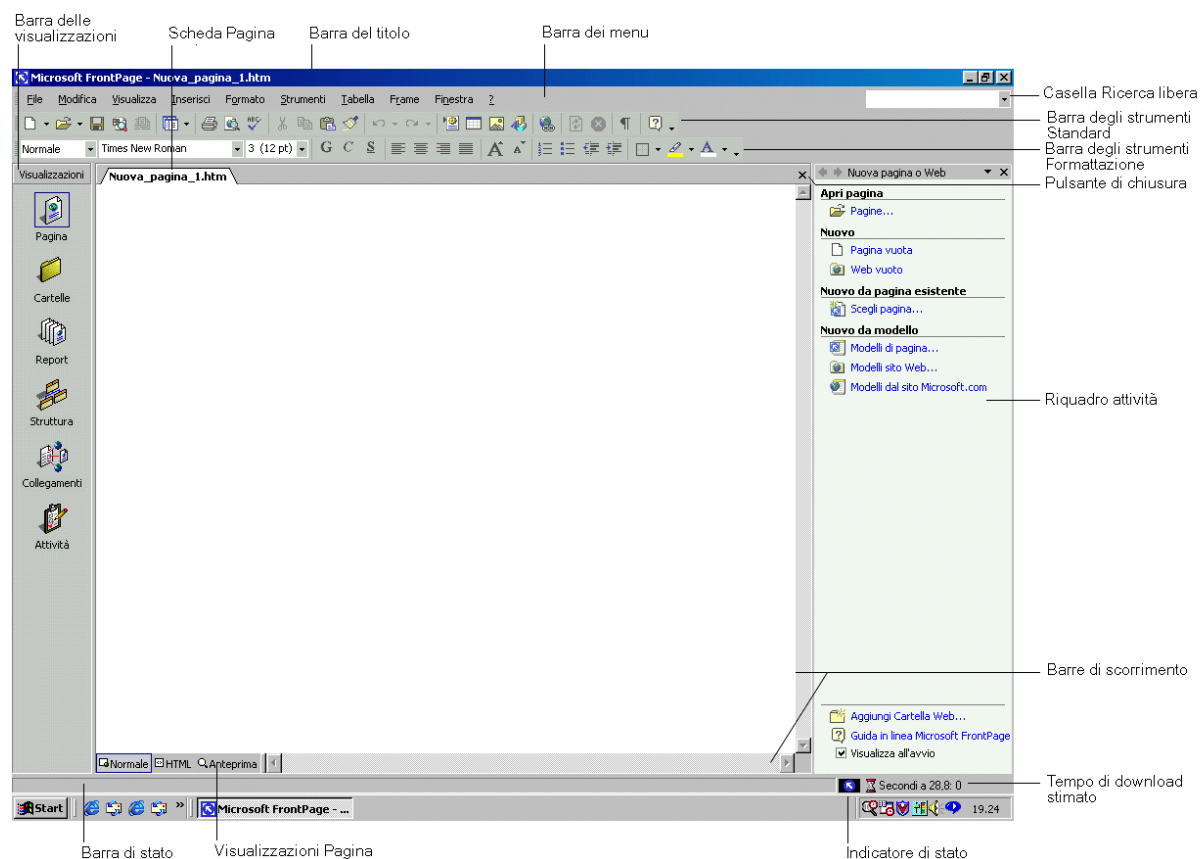 Barra delle
visualizzazioni
Scheda Pagina
Barra del titolo
Barra dei menu
Microsoft FrontPage - Nuova_pagina_1.htm
File Modifica Visualizza Inserisci Formato Strumenti Tabella Frame Finestra ?
Casella Ricerca libera
Barra degli strumenti
Standard
Normale Times New Roman 3 (12 pt) G C S
Barra degli strumenti
Formattazione
Visualizzazioni
Nuova_pagina_1.htm
Nuova pagina o Web
Pulsante di chiusura
Apri pagina
Pagine...
Nuovo
Pagina vuota
Web vuoto
Nuovo da pagina esistente
Scegli pagina...
Nuovo da modello
Modelli di pagina...
Modelli sito Web...
Modelli dal sito Microsoft.com
Riquadro attività
Pagina
Cartelle
Report
Struttura
Collegamenti
Attività
Barre di scorrimento
Aggiungi Cartella Web...
Guida in linea Microsoft FrontPage
Visualizza all'avvio
Normale HTML Anteprima
Secondi a 28,8: 0
Tempo di download
stimato
Start
»
Microsoft FrontPage - ...
19.24
Barra di stato
Visualizzazioni Pagina
Indicatore di stato